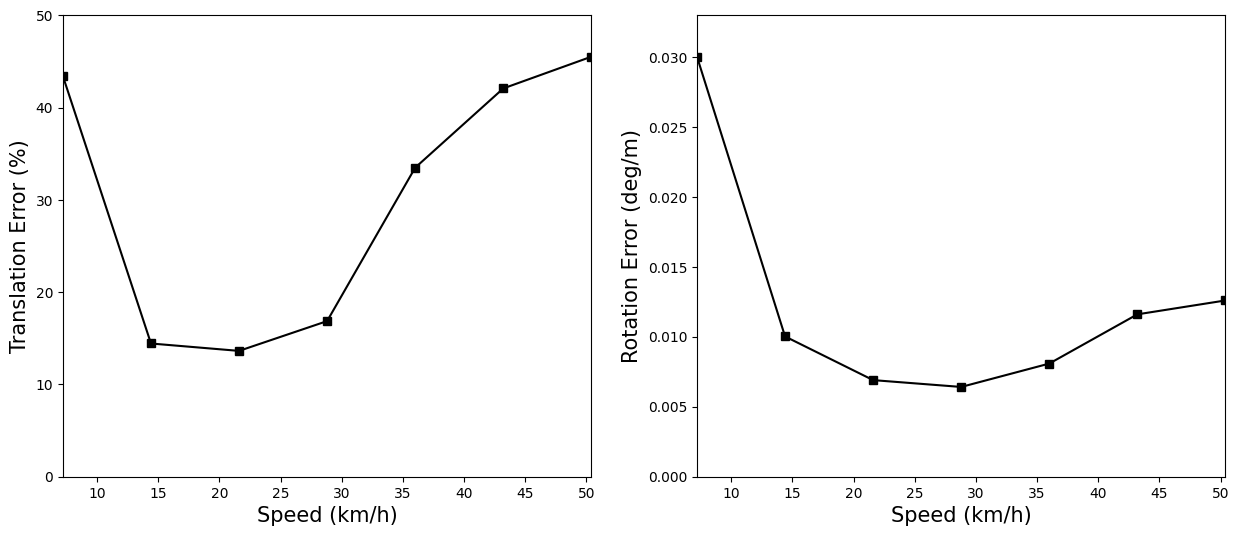 50
40
30
20
10
0
Translation Error (%)
10 15 20 25 30 35 40 45 50
Speed (km/h)
0.030
0.025
0.020
0.015
0.010
0.005
0.000
Rotation Error (deg/m)
10 15 20 25 30 35 40 45 50
Speed (km/h)